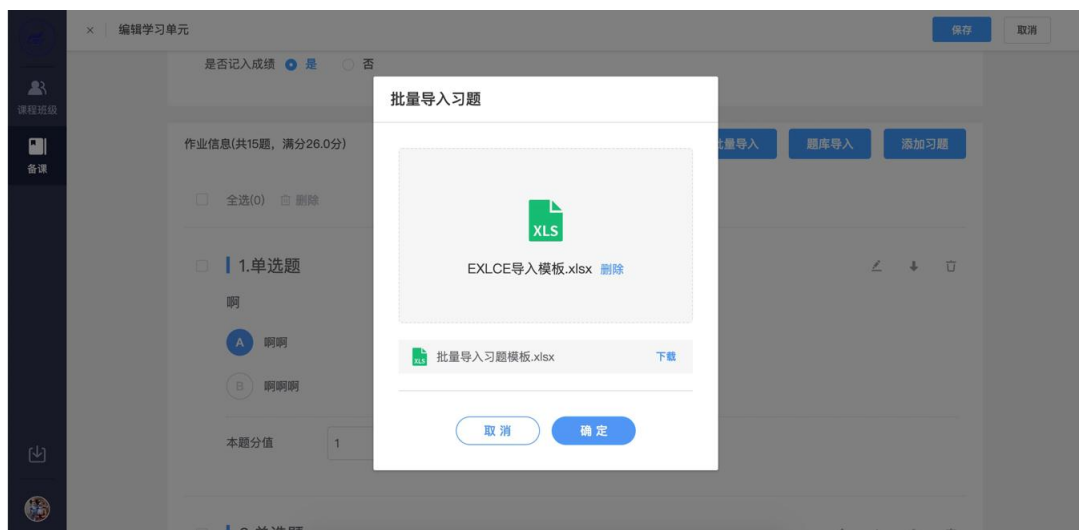 × 编辑学习单元 保存 取消
是否记入成绩 是 否
课程班级
批量导入习题
作业信息(共15题，满分26.0分) 批量导入 题库导入 添加习题
备课
全选(0) 删除
XLS
1.单选题
EXLCE导入模板.xlsx 删除
啊
A 啊啊
XLS 批量导入习题模板.xlsx 下载
B 啊啊啊
取消 确定
本题分值 1